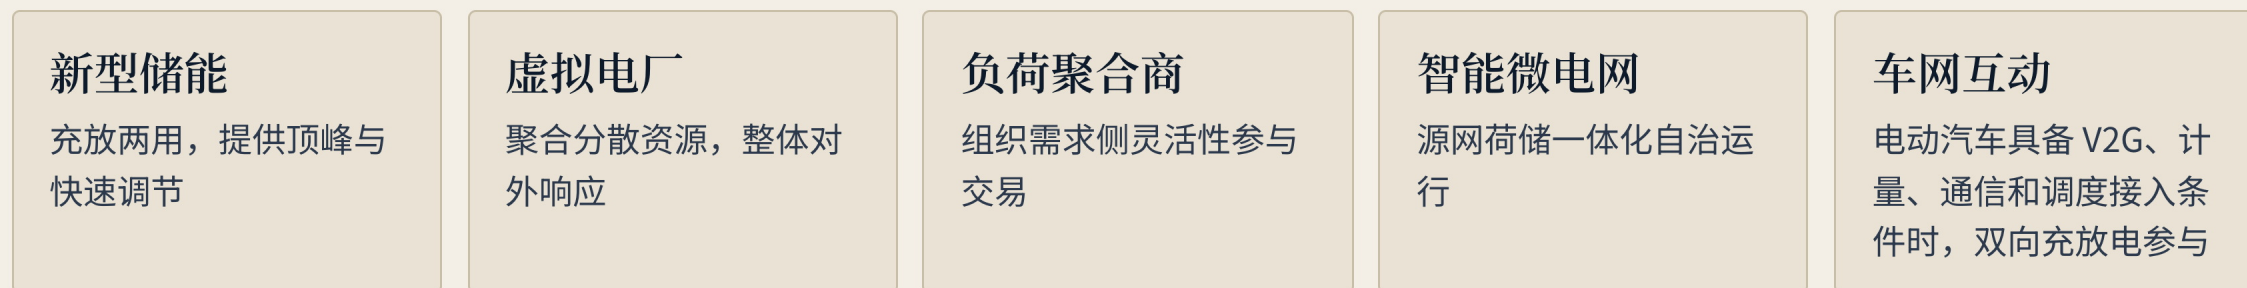 新型储能
充放两用，提供顶峰与
快速调节
虚拟电厂
聚合分散资源，整体对
外响应
负荷聚合商
组织需求侧灵活性参与
交易
智能微电网
源网荷储一体化自治运
行
车网互动
电动汽车具备 V2G、计
量、通信和调度接入条
件时，双向充放电参与